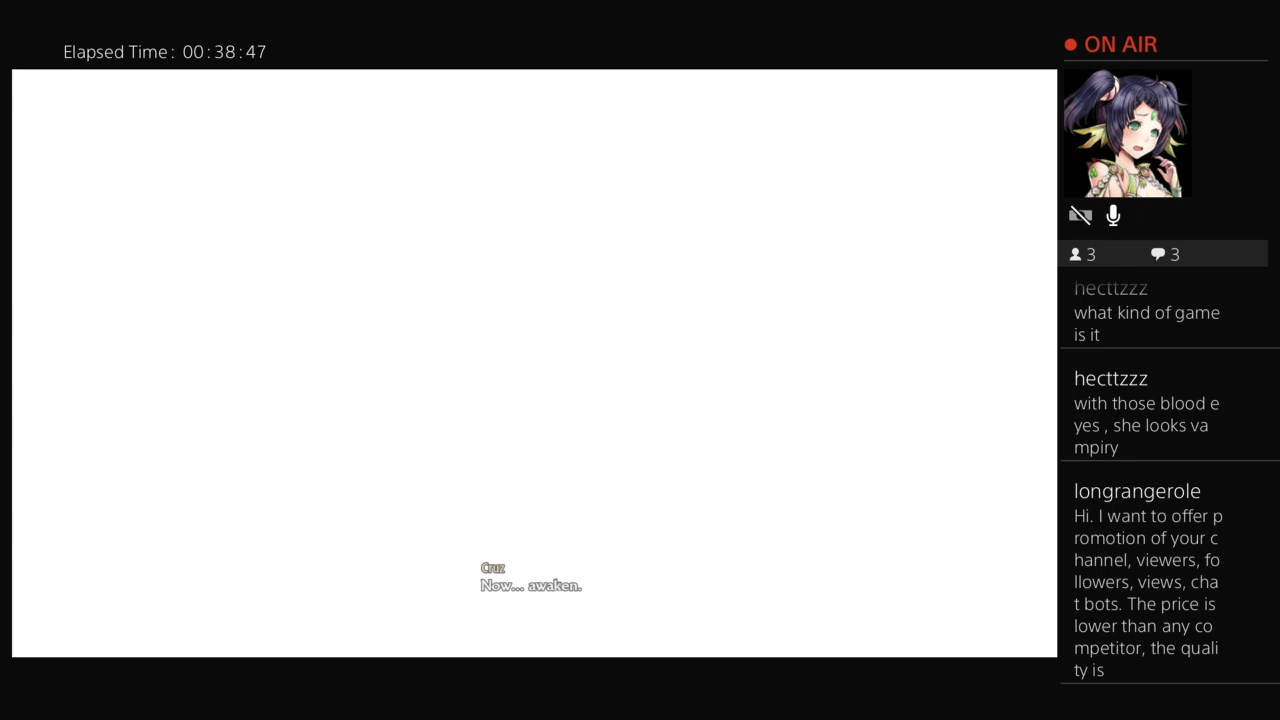 Elapsed Time: 00:38:47
ON AIR
3
3
hecttzzz
what kind of game
is it
hecttzzz
with those blood e
yes , she looks va
mpiry
longrangerole
Hi. I want to offer p
romotion of your c
hannel, viewers, fo
llowers, views, cha
t bots. The price is
lower than any co
mpetitor, the quali
ty is
Cruz
Now... awaken.